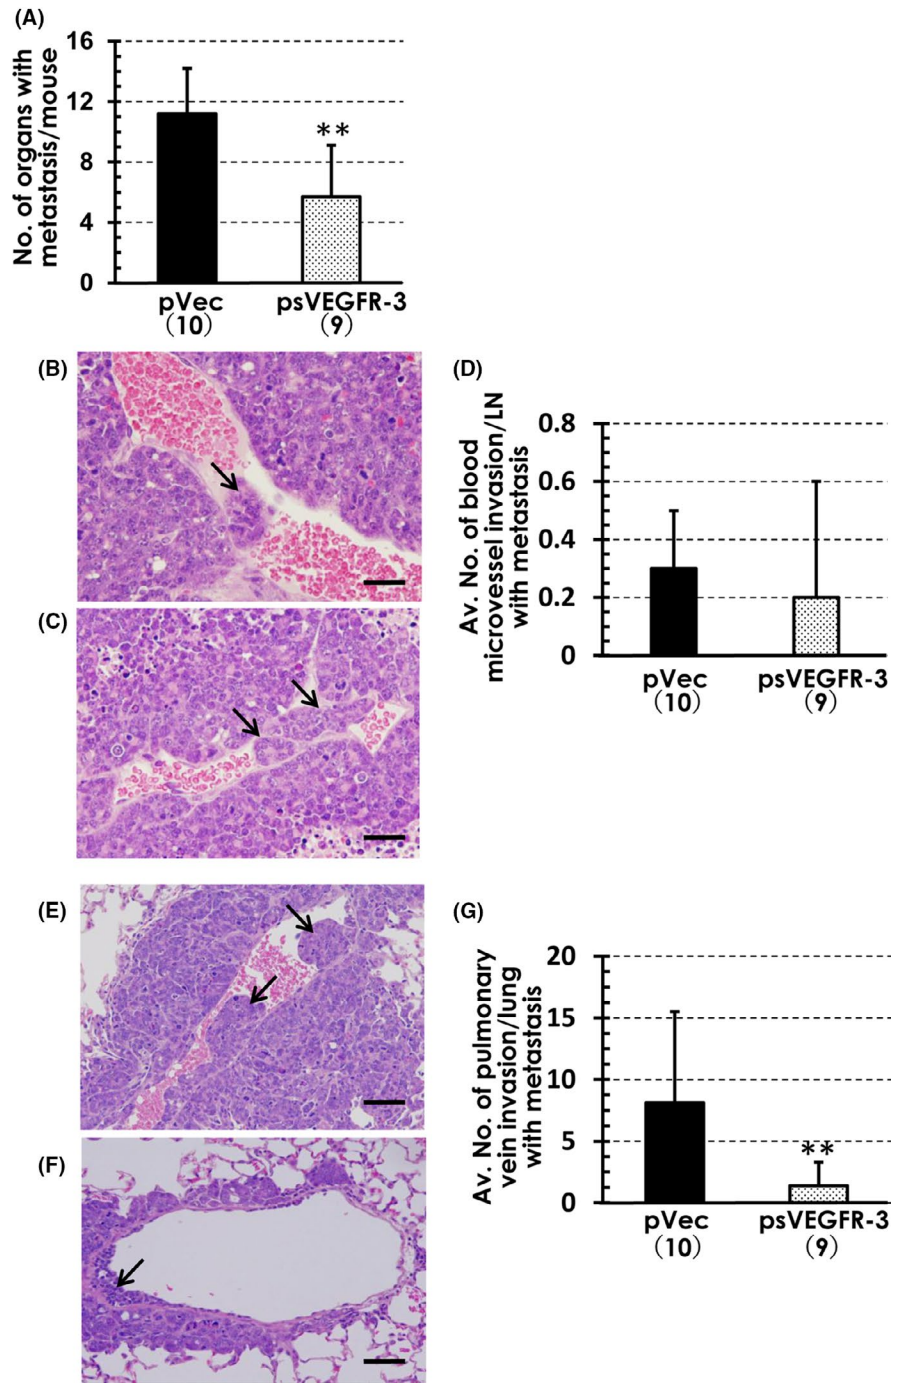 (A)
No. of organs with
metastasis/mouse
16
12
8
4
0
**
pVec
(10)
psVEGFR-3
(9)
(B)
(C)
(D)
Av. No. of blood
microvessel invasion/LN
with metastasis
0.8
0.6
0.4
0.2
0
pVec
(10)
psVEGFR-3
(9)
(E)
(F)
(G)
Av. No. of pulmonary
vein invasion/lung
with metastasis
20
15
10
5
0
**
pVec
(10)
psVEGFR-3
(9)